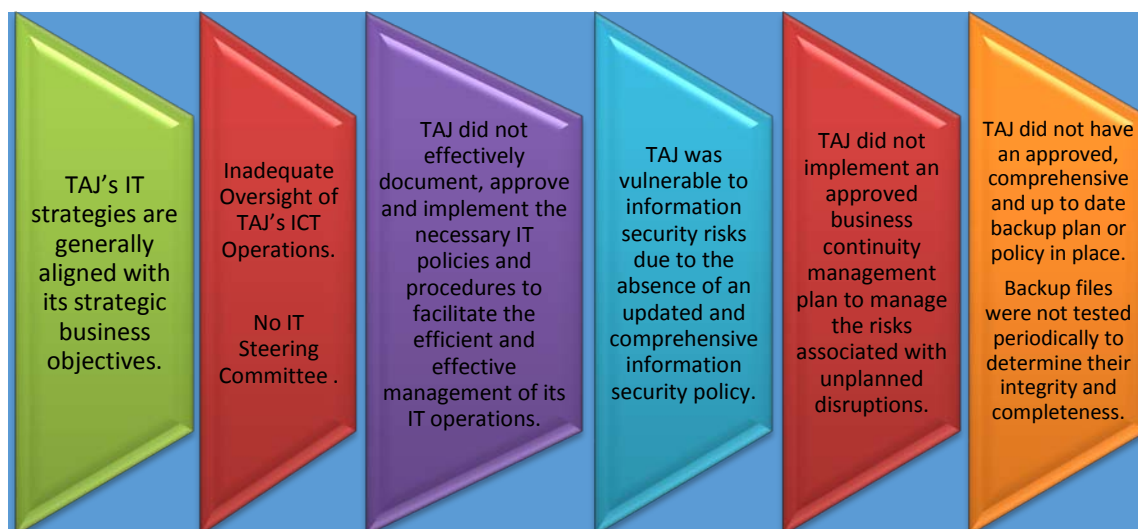 TAJ’s IT
strategies are
generally
aligned with
its strategic
business
objectives.
Inadequate
Oversight of
TAJ’s ICT
Operations.
No IT
Steering
Committee .
TAJ did not
effectively
document, approve
and implement the
necessary IT
policies and
procedures to
facilitate the
efficient and
effective
management of its
IT operations.
TAJ was
vulnerable to
information
security risks
due to the
absence of an
updated and
comprehensive
information
security policy.
TAJ did not
implement an
approved
business
continuity
management
plan to manage
the risks
associated with
unplanned
disruptions.
TAJ did not have
an approved,
comprehensive
and up to date
backup plan or
policy in place.
Backup files
were not tested
periodically to
determine their
integrity and
completeness.